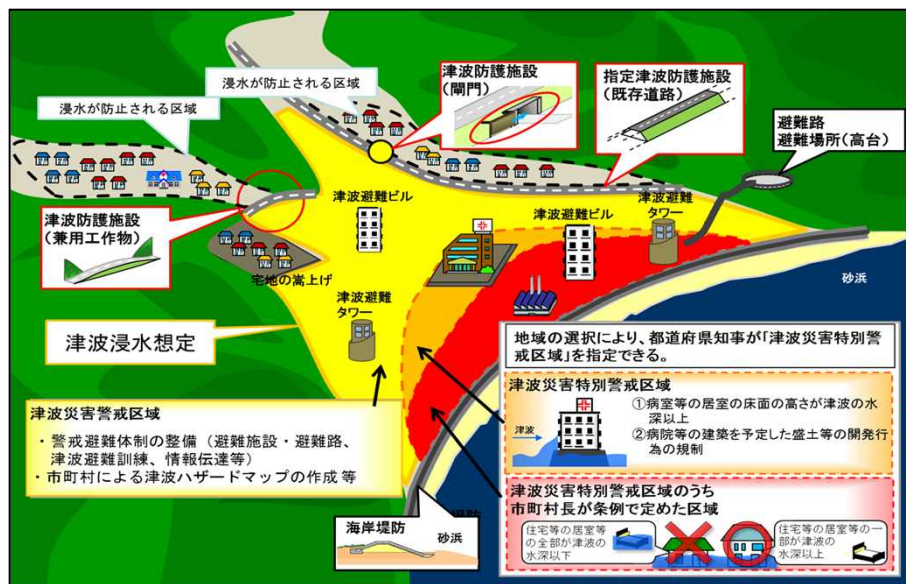 浸水が防止される区域
浸水が防止される区域
津波防護施設
（閘門）
指定津波防護施設
（既存道路）
避難路
避難場所（高台）
津波防護施設
（兼用工作物）
津波避難ビル
津波避難ビル
津波避難
タワー
宅地の嵩上げ
津波避難
タワー
砂浜
津波浸水想定
地域の選択により、都道府県知事が「津波災害特別警
戒区域」を指定できる。
津波災害特別警戒区域
津波
①病室等の居室の床面の高さが津波の水
深以上
②病院等の建築を予定した盛土等の開発行
為の規制
津波災害警戒区域
・警戒避難体制の整備（避難施設・避難路、
津波避難訓練、情報伝達等）
・市町村による津波ハザードマップの作成 等
津波災害特別警戒区域のうち
市町村長が条例で定めた区域
住宅等の居室等
の全部が津波の
水深以下
住宅等の居室等の一
部が津波の
水深以上
海岸堤防
砂浜